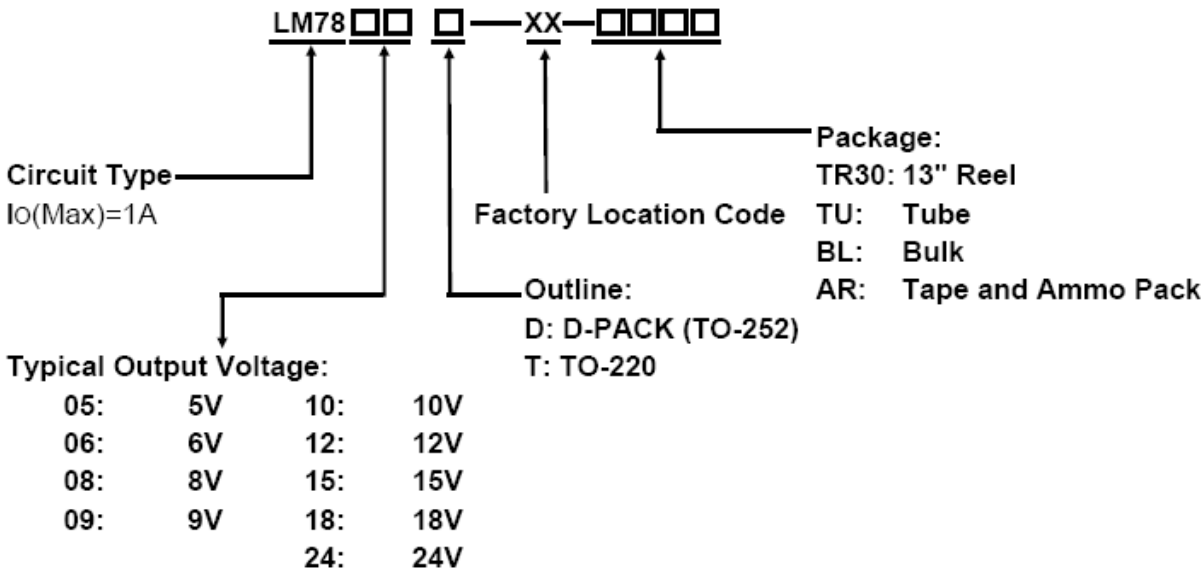 LM78□□ □—XX—□□□□
Circuit Type
IO(Max)=1A
Factory Location Code
Package:
TR30: 13" Reel
TU: Tube
BL: Bulk
AR: Tape and Ammo Pack
Outline:
D: D-PACK (TO-252)
T: TO-220
Typical Output Voltage:
05: 5V 10: 10V
06: 6V 12: 12V
08: 8V 15: 15V
09: 9V 18: 18V
24: 24V